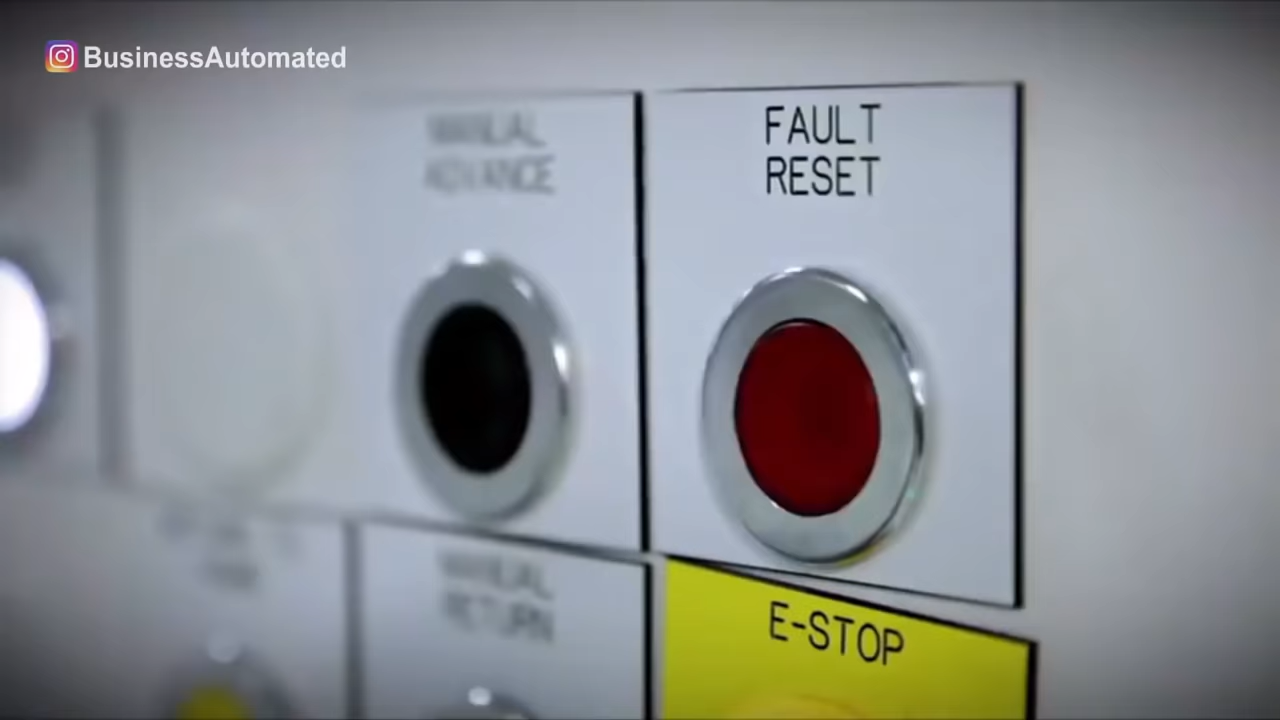 BusinessAutomated
MANUAL
ADVANCE
FAULT
RESET
MANUAL
RETURN
E-STOP